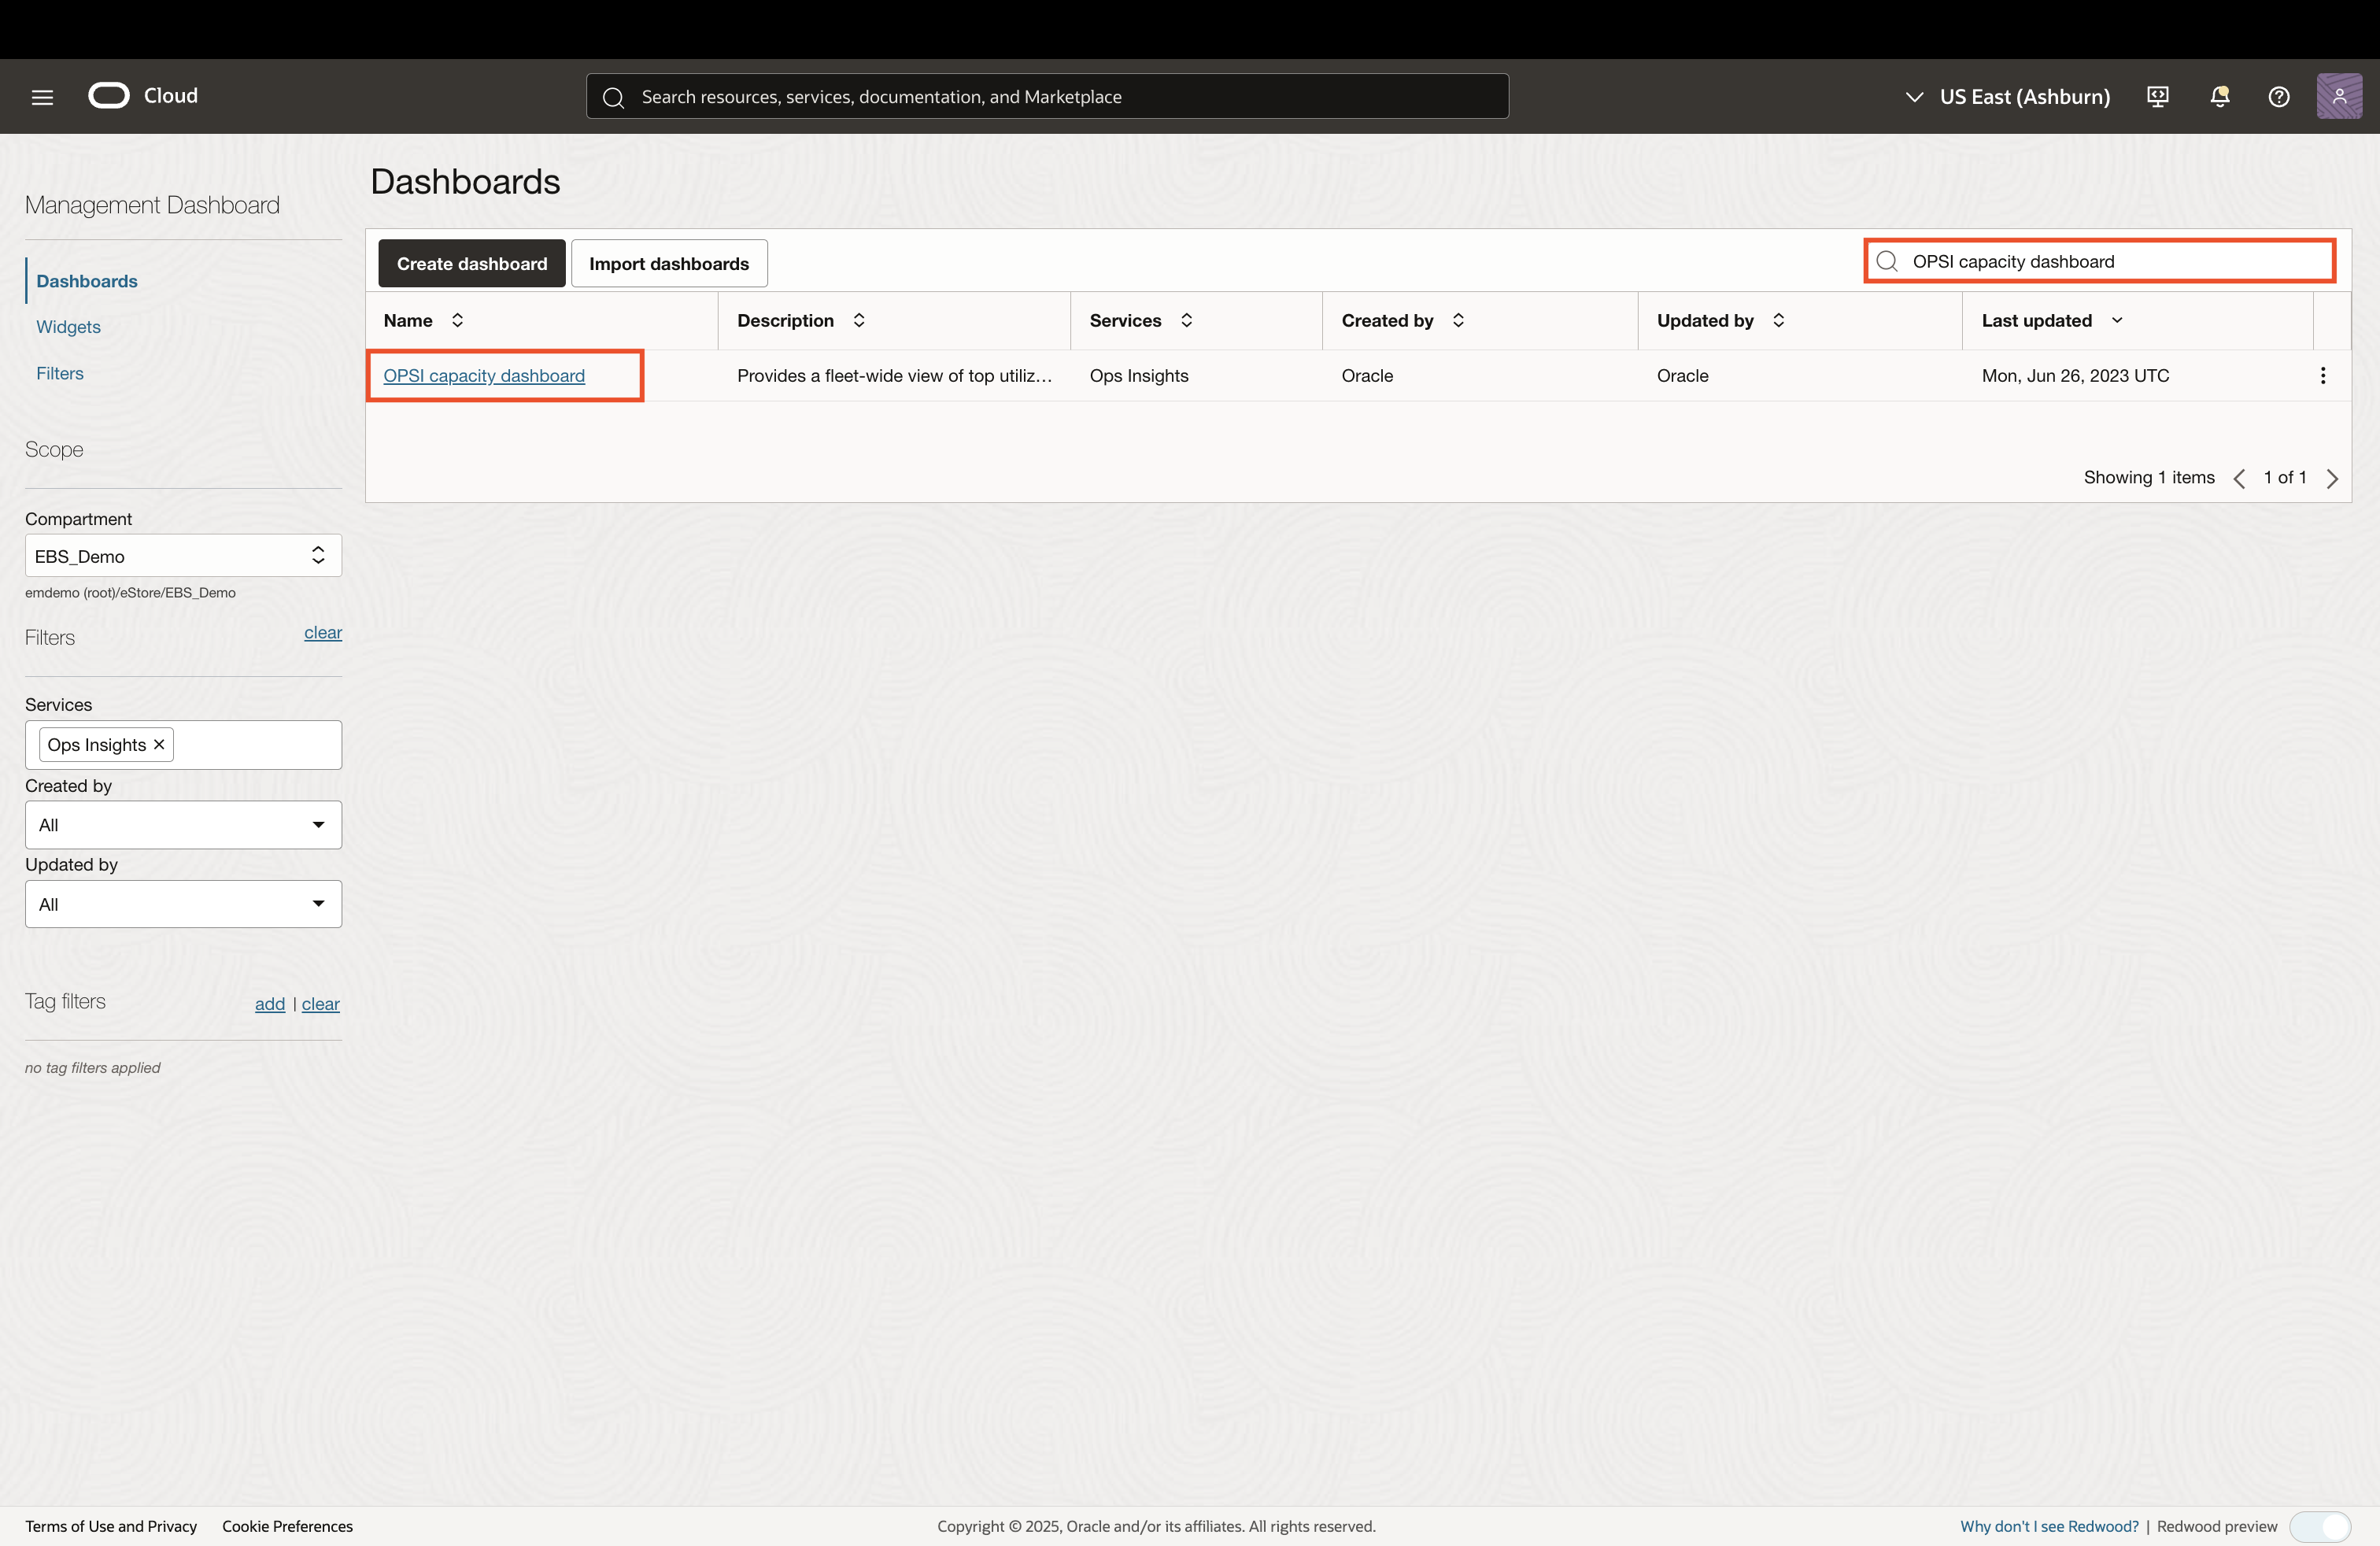 Cloud
Search resources, services, documentation, and Marketplace
US East (Ashburn)
Management Dashboard
Dashboards
Widgets
Filters
Scope
Compartment
EBS_Demo
emdemo (root)/eStore/EBS_Demo
Filters
clear
Services
Ops Insights
Created by
All
Updated by
All
Tag filters
add | clear
no tag filters applied
Dashboards
Create dashboard Import dashboards
OPSI capacity dashboard
Name Description Services Created by Updated by Last updated
OPSI capacity dashboard Provides a fleet-wide view of top utiliz... Ops Insights Oracle Oracle Mon, Jun 26, 2023 UTC
Showing 1 items 1 of 1
Terms of Use and Privacy Cookie Preferences
Copyright © 2025, Oracle and/or its affiliates. All rights reserved.
Why don't I see Redwood? | Redwood preview